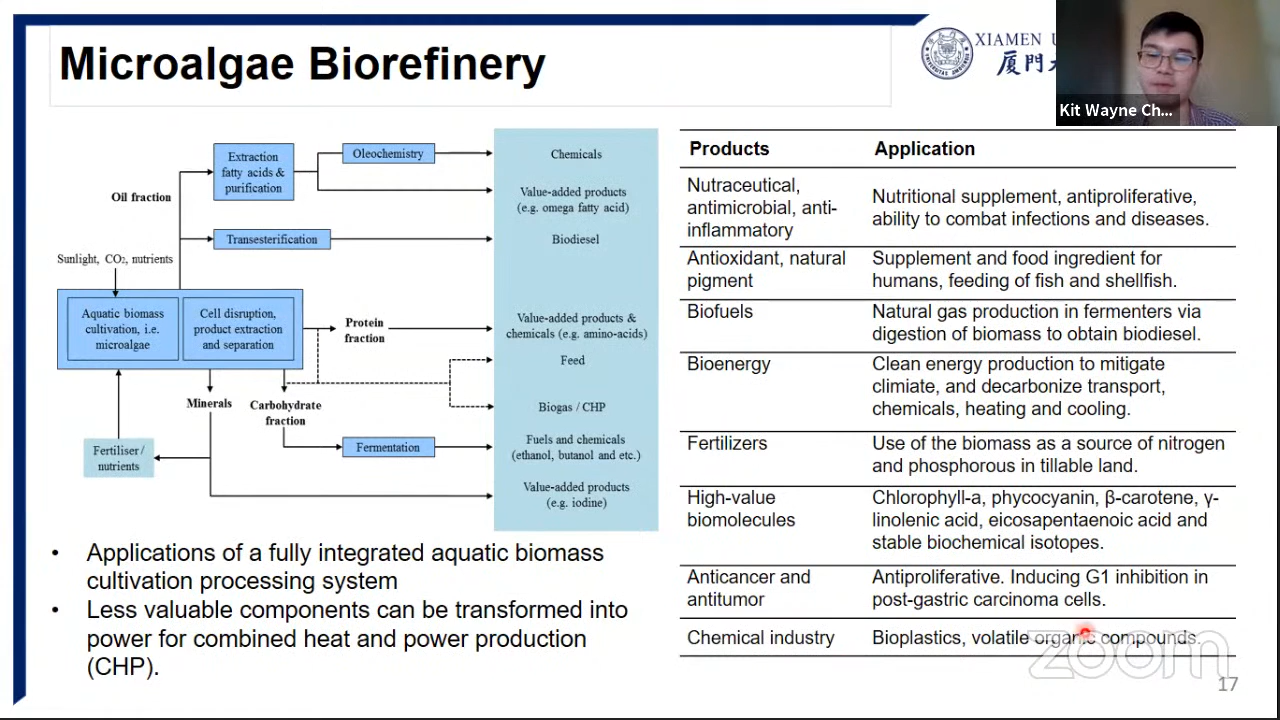 Microalgae Biorefinery
XIAMEN U
厦門大
Kit Wayne Ch...
Extraction
fatty acids &
purification
Oleochemistry
Chemicals
Oil fraction
Value-added products
(e.g. omega fatty acid)
Transesterification
Biodiesel
Sunlight, CO₂, nutrients
Aquatic biomass
cultivation, i.e.
microalgae
Cell disruption,
product extraction
and separation
Protein
fraction
Value-added products &
chemicals (e.g. amino-acids)
Feed
Minerals
Carbohydrate
fraction
Biogas / CHP
Fertiliser /
nutrients
Fermentation
Fuels and chemicals
(ethanol, butanol and etc.)
Value-added products
(e.g. iodine)
• Applications of a fully integrated aquatic biomass
cultivation processing system
• Less valuable components can be transformed into
power for combined heat and power production
(CHP).
Products Application
Nutraceutical,
antimicrobial, anti-
inflammatory
Nutritional supplement, antiproliferative,
ability to combat infections and diseases.
Antioxidant, natural
pigment
Supplement and food ingredient for
humans, feeding of fish and shellfish.
Biofuels
Natural gas production in fermenters via
digestion of biomass to obtain biodiesel.
Bioenergy
Clean energy production to mitigate
climiate, and decarbonize transport,
chemicals, heating and cooling.
Fertilizers
Use of the biomass as a source of nitrogen
and phosphorous in tillable land.
High-value
biomolecules
Chlorophyll-a, phycocyanin, β-carotene, γ-
linolenic acid, eicosapentaenoic acid and
stable biochemical isotopes.
Anticancer and
antitumor
Antiproliferative. Inducing G1 inhibition in
post-gastric carcinoma cells.
Chemical industry
Bioplastics, volatile organic compounds.
zoom
17